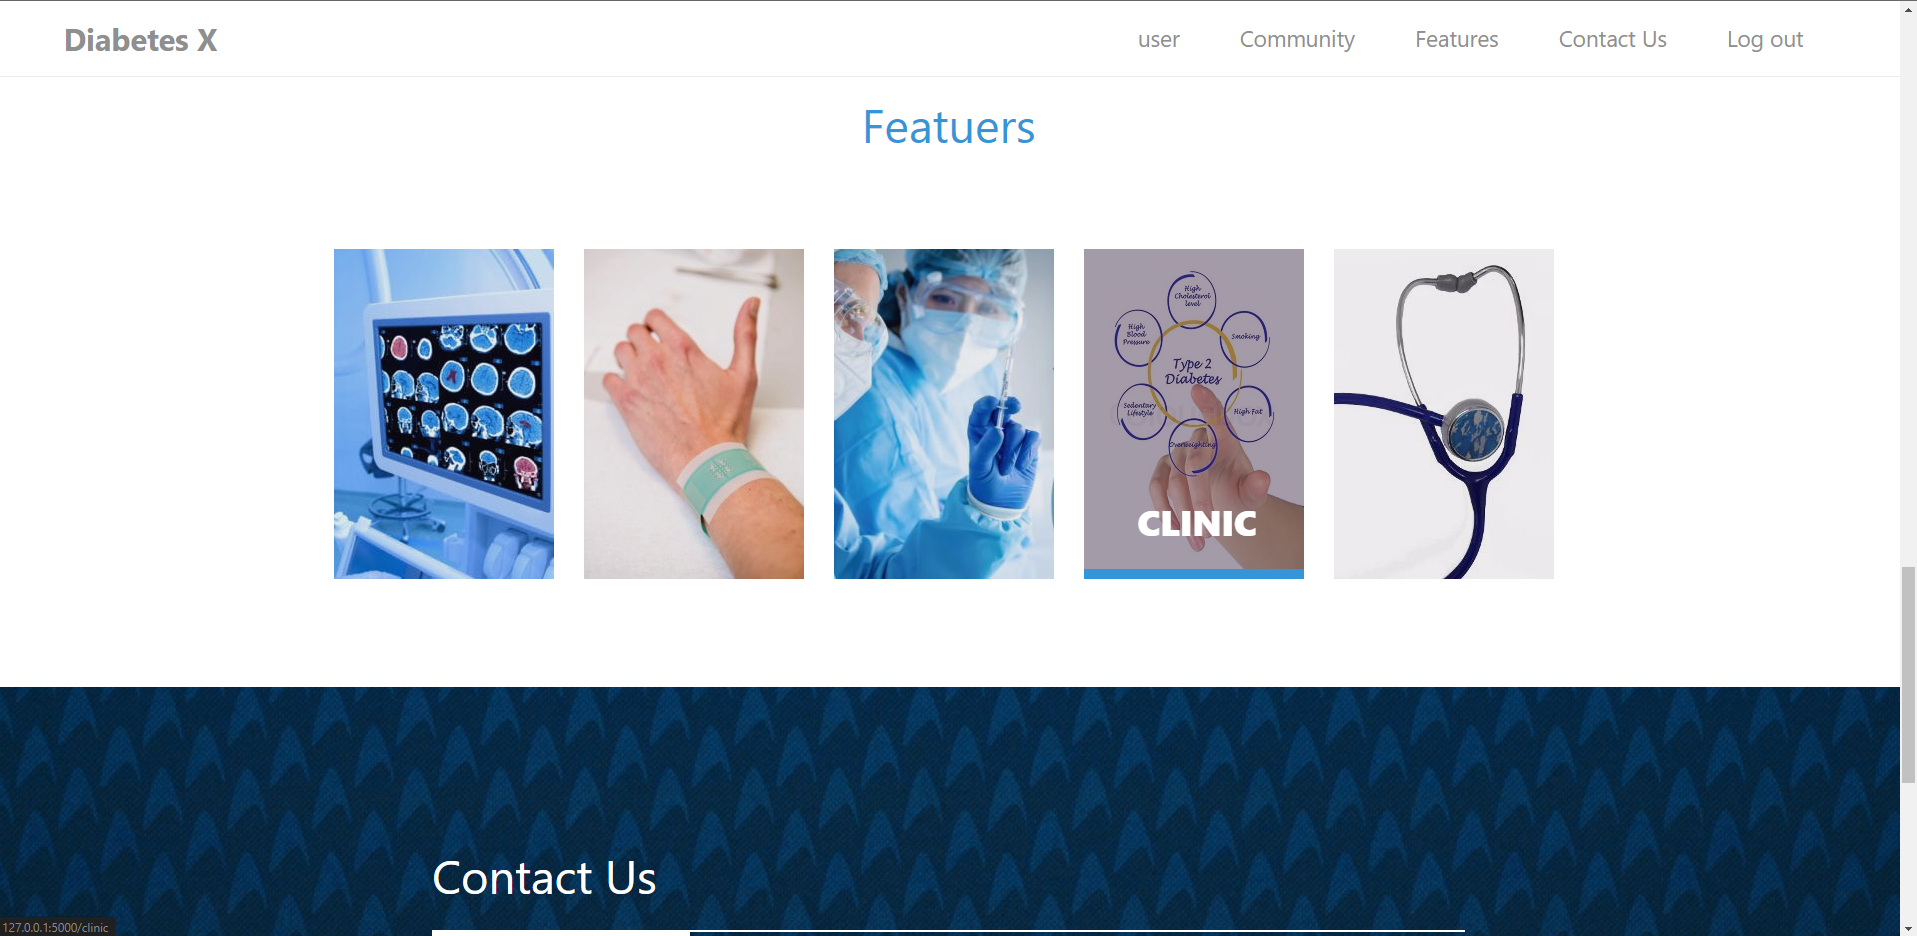 Diabetes X
user
Community
Features
Contact Us
Log out
Featuers
High
Cholesterol
level
High
Blood
Pressure
Smoking
Type 2
Diabetes
Sedentary
Lifestyle
High Fat
Overweighting
CLINIC
Contact Us
127.0.0.1:5000/clinic